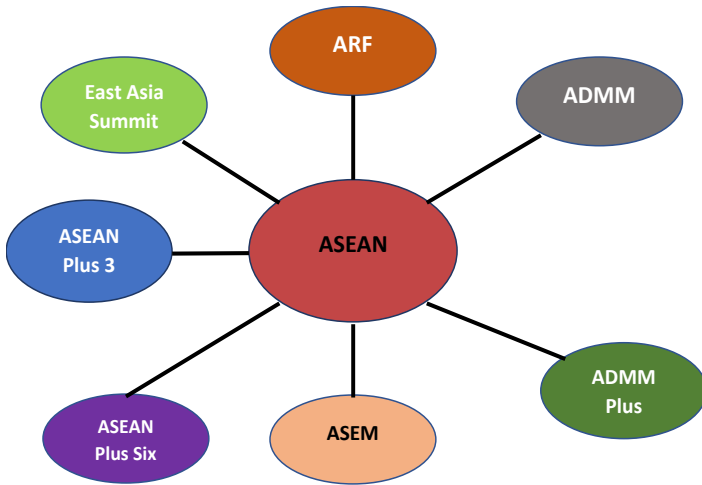 ARF
East Asia
Summit
ADMM
ASEAN
Plus 3
ASEAN
ADMM
Plus
ASEAN
Plus Six
ASEM